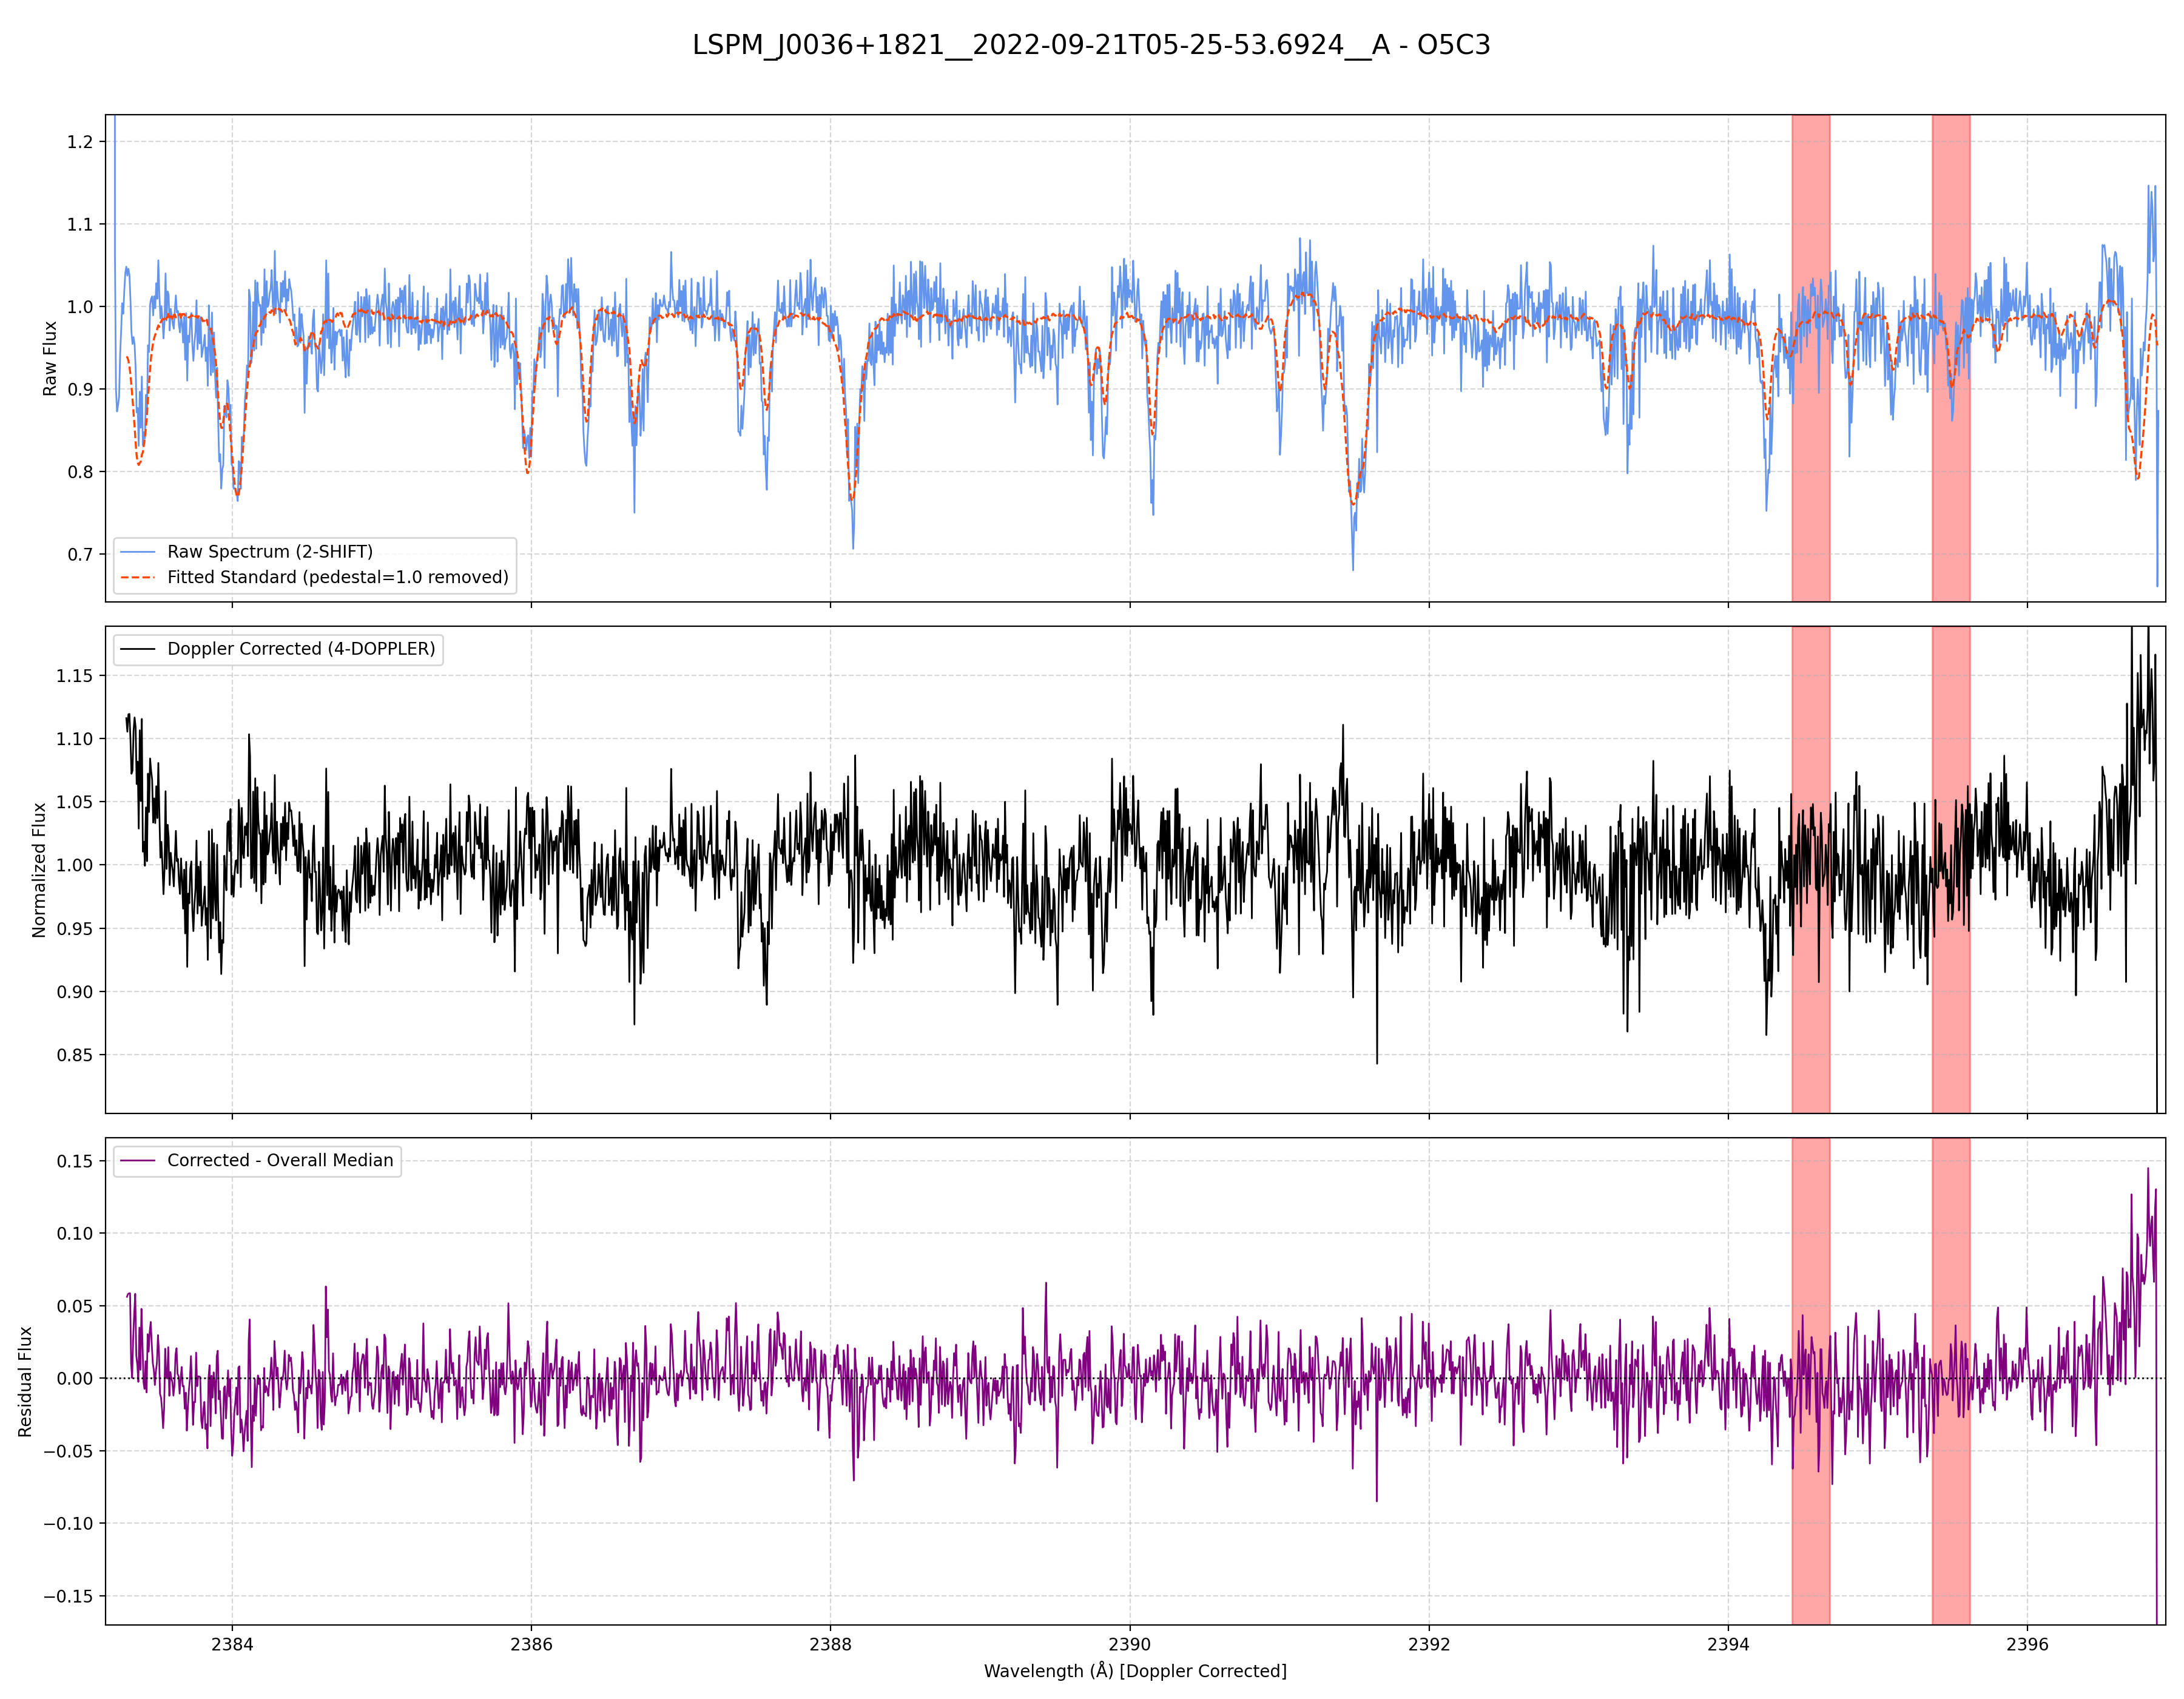 LSPM_J0036+1821__2022-09-21T05-25-53.6924__A - O5C3
Raw Flux
1.2
1.1
1.0
0.9
0.8
0.7
Raw Spectrum (2-SHIFT)
Fitted Standard (pedestal=1.0 removed)
Normalized Flux
1.15
1.10
1.05
1.00
0.95
0.90
0.85
Doppler Corrected (4-DOPPLER)
Residual Flux
0.15
0.10
0.05
0.00
−0.05
−0.10
−0.15
Corrected - Overall Median
2384 2386 2388 2390 2392 2394 2396
Wavelength (Å) [Doppler Corrected]